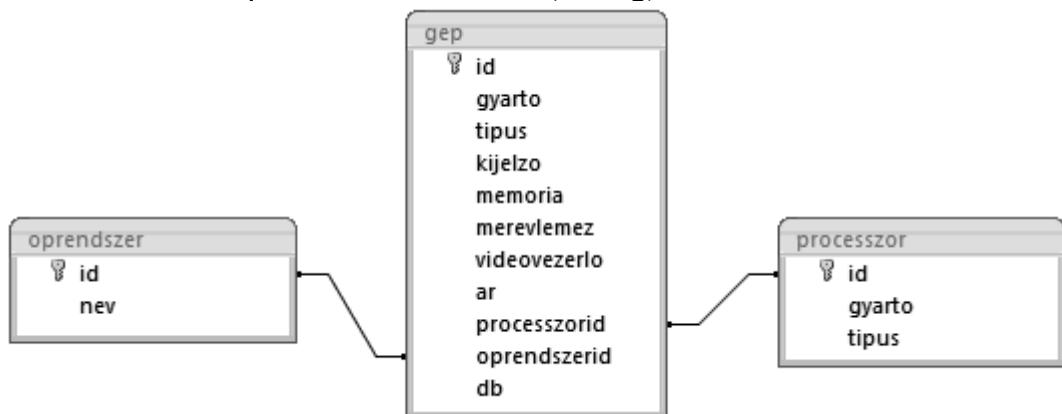 oprendszer
id
nev
gep
id
gyarto
tipus
kijelzo
memoria
merevlemez
videovezerlo
ar
processzorid
oprendszerid
db
processzor
id
gyarto
tipus